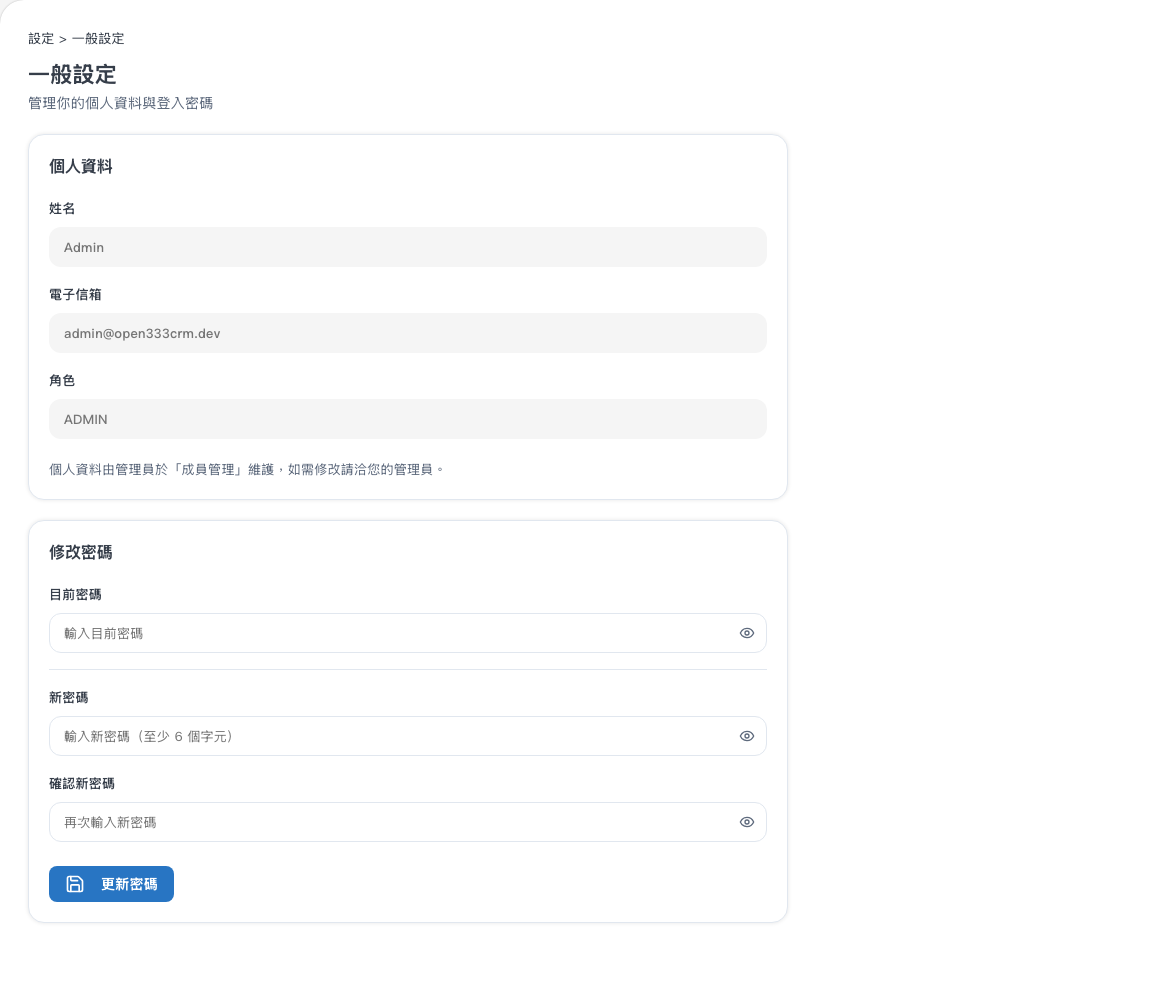 設定 > 一般設定
一般設定
管理你的個人資料與登入密碼
個人資料
姓名
Admin
電子信箱
admin@open333crm.dev
角色
ADMIN
個人資料由管理員於「成員管理」維護，如需修改請洽您的管理員。
修改密碼
目前密碼
輸入目前密碼
新密碼
輸入新密碼（至少 6 個字元）
確認新密碼
再次輸入新密碼
更新密碼